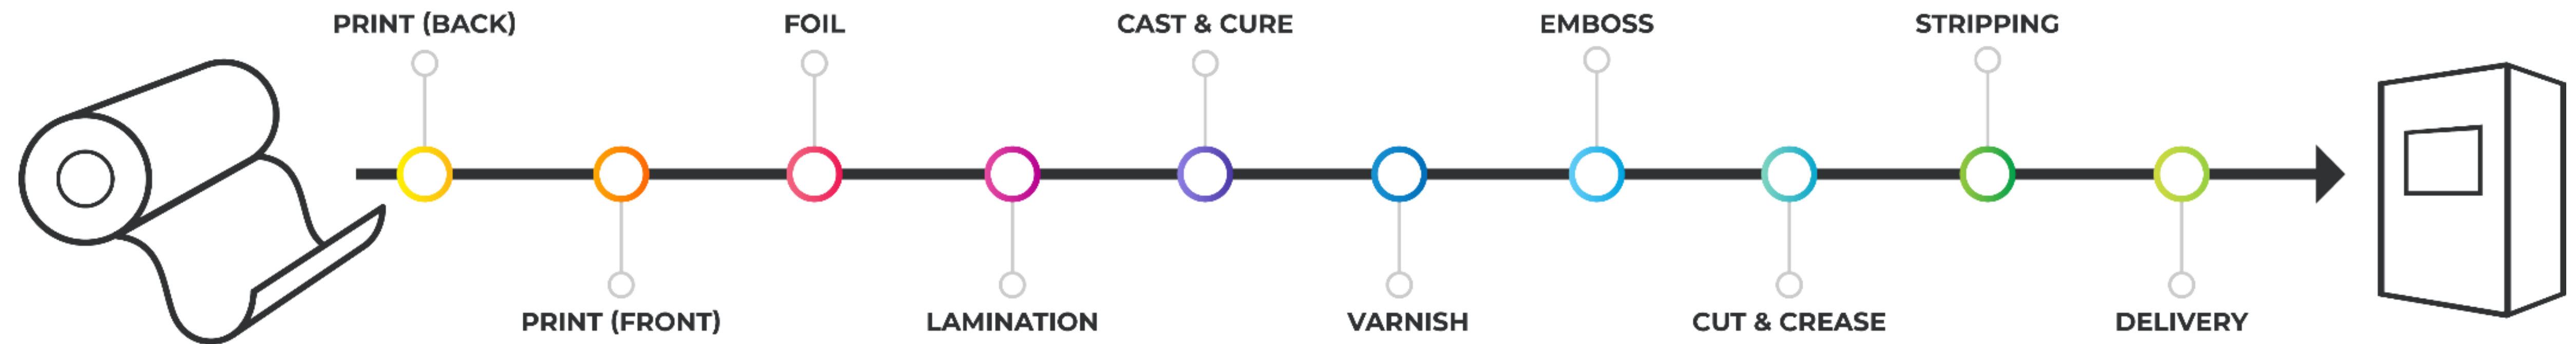 PRINT (BACK)
PRINT (FRONT)
FOIL
LAMINATION
CAST & CURE
VARNISH
EMBOSS
CUT & CREASE
STRIPPING
DELIVERY